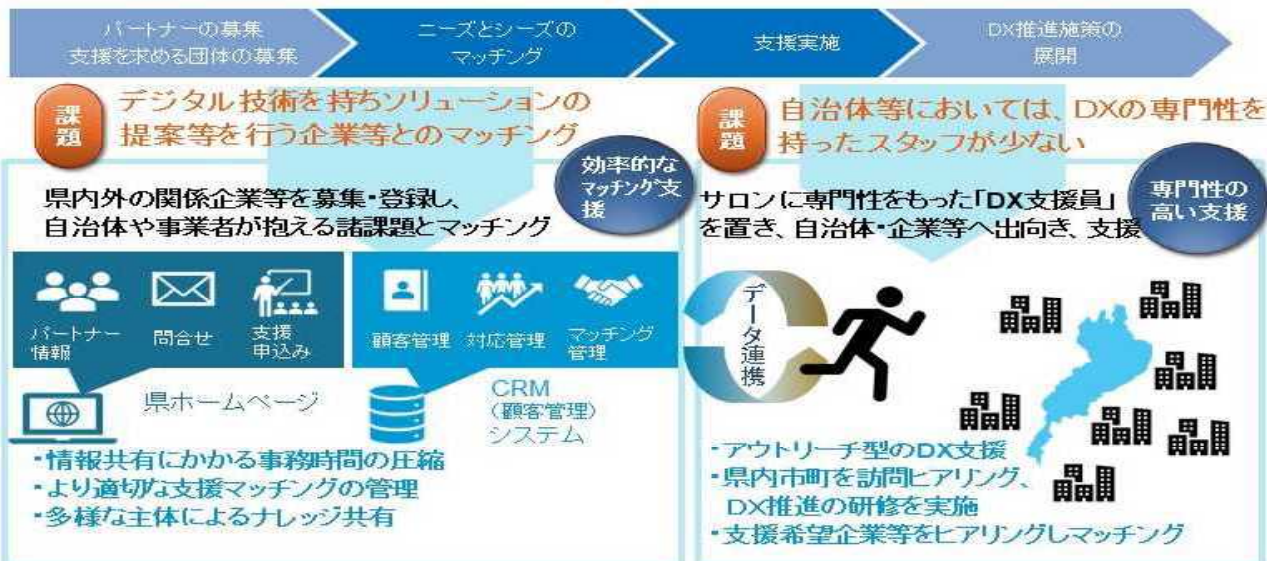 パートナーの募集
支援を求める団体の募集
ニーズとシーズの
マッチング
支援実施
DX推進施策の
展開
課
題
デジタル技術を持ちソリューションの
提案等を行う企業等とのマッチング
効率的な
マッチング支
援
県内外の関係企業等を募集・登録し、
自治体や事業者が抱える諸課題とマッチング
パートナー
情報
問合せ
支援
申込み
顧客管理
対応管理
マッチング
管理
県ホームページ
CRM
（顧客管理）
システム
・情報共有にかかる事務時間の圧縮
・より適切な支援マッチングの管理
・多様な主体によるナレッジ共有
課
題
自治体等においては、DXの専門性を
持ったスタッフが少ない
専門性の
高い支援
サロンに専門性をもった「DX支援員」
を置き、自治体・企業等へ出向き、支援
データ連携
・アウトリーチ型のDX支援
・県内市町を訪問ヒアリング、
DX推進の研修を実施
・支援希望企業等をヒアリングしマッチング